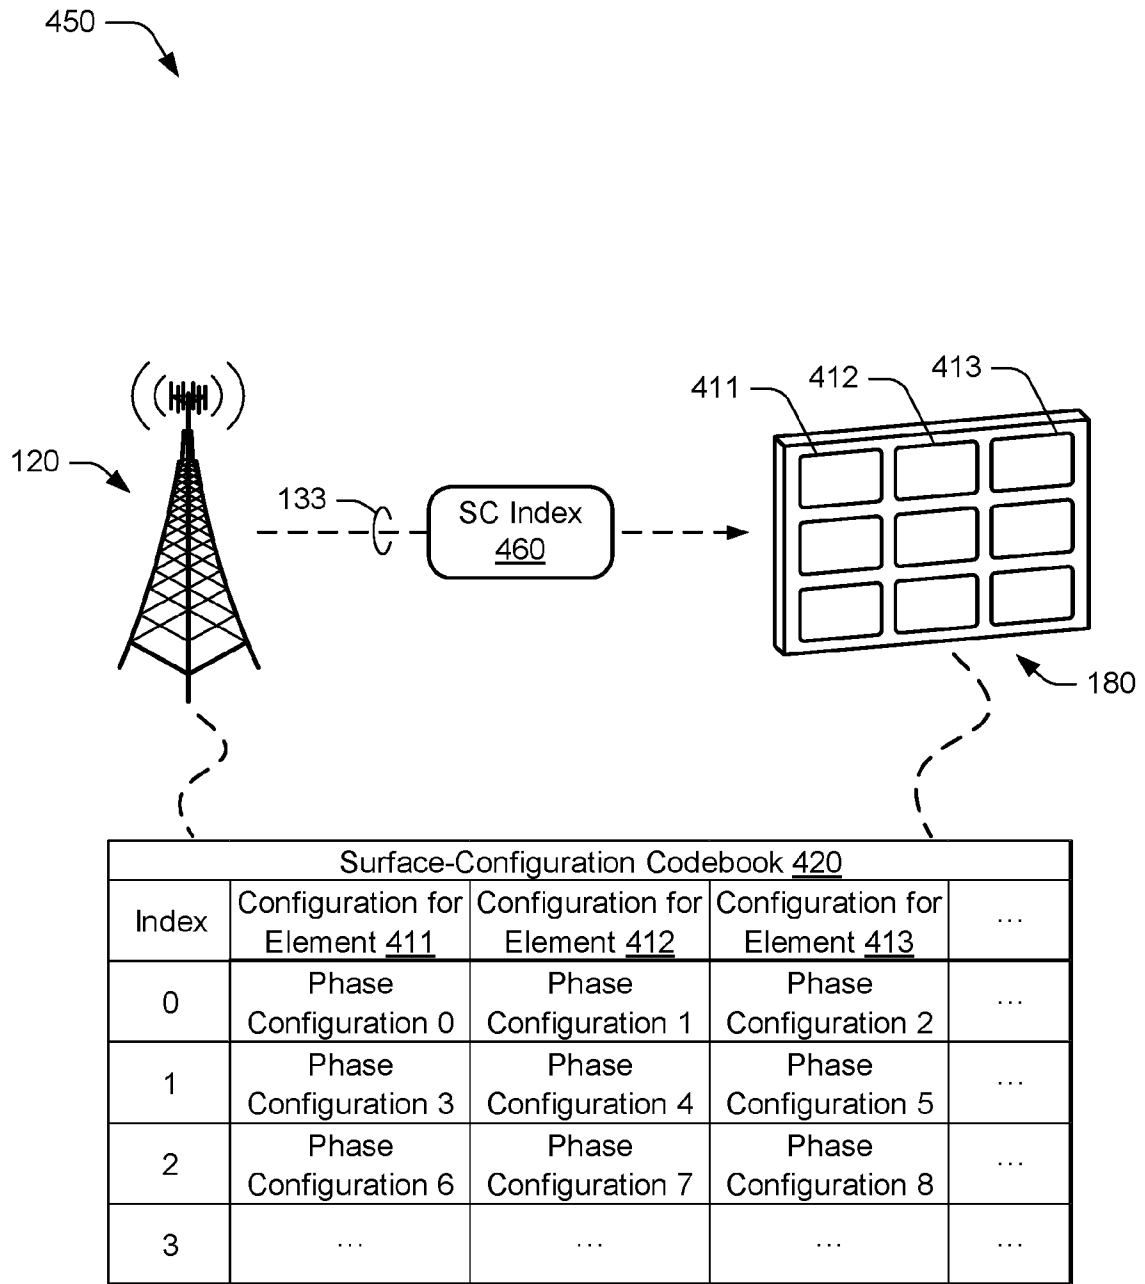 450
411
412
413
120
133
SC Index
460
180
Surface-Configuration Codebook 420
Index
Configuration for
Element 411
Configuration for
Element 412
Configuration for
Element 413
...
0
Phase
Configuration 0
Phase
Configuration 1
Phase
Configuration 2
...
1
Phase
Configuration 3
Phase
Configuration 4
Phase
Configuration 5
...
2
Phase
Configuration 6
Phase
Configuration 7
Phase
Configuration 8
...
3
...
...
...
...